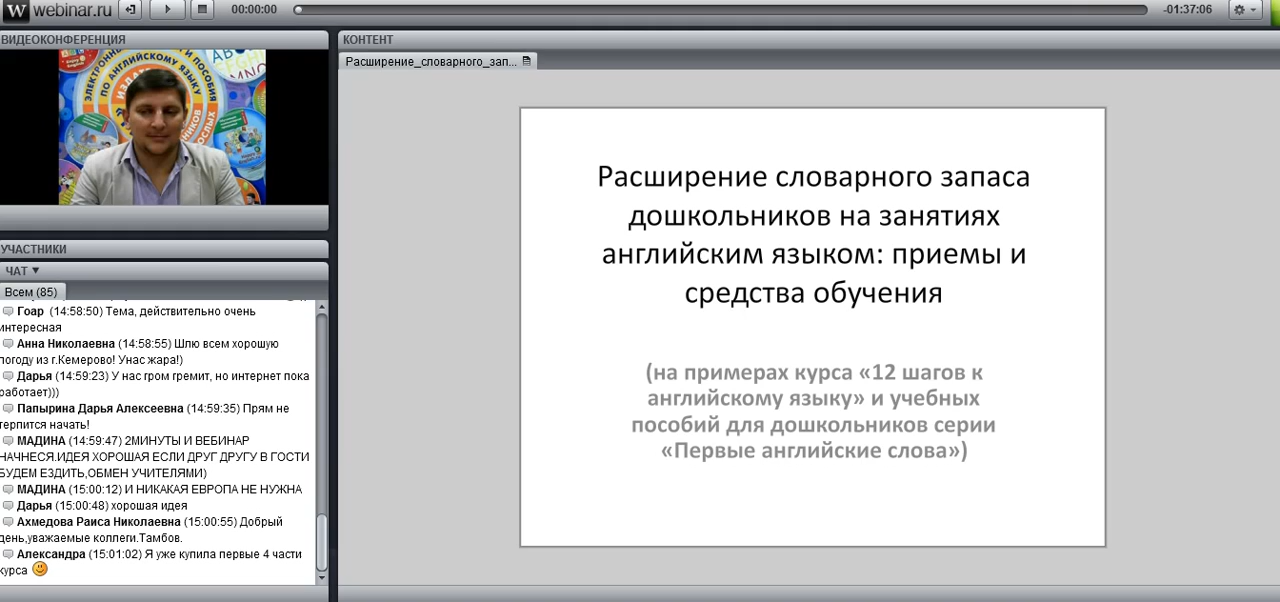 W webinar.ru 00:00:00 -01:37:06
ВИДЕОКОНФЕРЕНЦИЯ
ЭЛЕКТРОННЫ
И ПОСОБИЯ
ПО АНГЛИЙСКОМУ ЯЗЫКУ
УЧАСТНИКИ
ЧАТ
Всем (85)
Гоар (14:58:50) Тема, действительно очень
интересная
Анна Николаевна (14:58:55) Шлю всем хорошую
погоду из г.Кемерово! Унас жара!)
Дарья (14:59:23) У нас гром гремит, но интернет пока
работает)))
Папырина Дарья Алексеевна (14:59:35) Прям не
терпится начать!
МАДИНА (14:59:47) 2МИНУТЫ И ВЕБИНАР
НАЧНЕСЯ.ИДЕЯ ХОРОШАЯ ЕСЛИ ДРУГ ДРУГУ В ГОСТИ
БУДЕМ ЕЗДИТЬ,ОБМЕН УЧИТЕЛЯМИ)
МАДИНА (15:00:12) И НИКАКАЯ ЕВРОПА НЕ НУЖНА
Дарья (15:00:48) хорошая идея
Ахмедова Раиса Николаевна (15:00:55) Добрый
день,уважаемые коллеги.Тамбов.
Александра (15:01:02) Я уже купила первые 4 части
курса
КОНТЕНТ
Расширение_словарного_зап...
Расширение словарного запаса
дошкольников на занятиях
английским языком: приемы и
средства обучения
(на примерах курса «12 шагов к
английскому языку» и учебных
пособий для дошкольников серии
«Первые английские слова»)